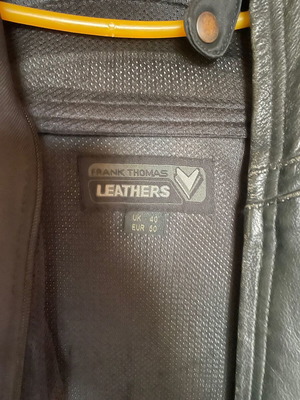 FRANK THOMAS
LEATHERS
UK 40
EUR 50